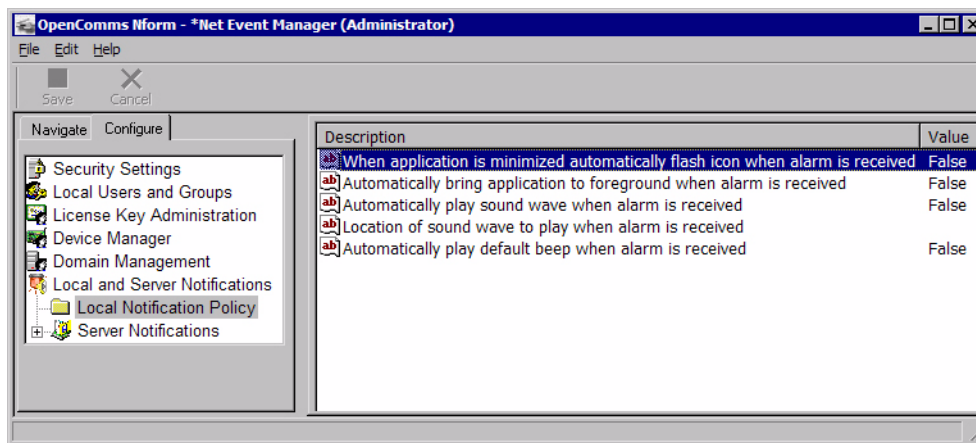 OpenComms Nform - *Net Event Manager (Administrator)
File Edit Help
Save Cancel
Navigate Configure
Security Settings
Local Users and Groups
License Key Administration
Device Manager
Domain Management
Local and Server Notifications
Local Notification Policy
Server Notifications
Description Value
When application is minimized automatically flash icon when alarm is received False
Automatically bring application to foreground when alarm is received False
Automatically play sound wave when alarm is received False
Location of sound wave to play when alarm is received
Automatically play default beep when alarm is received False